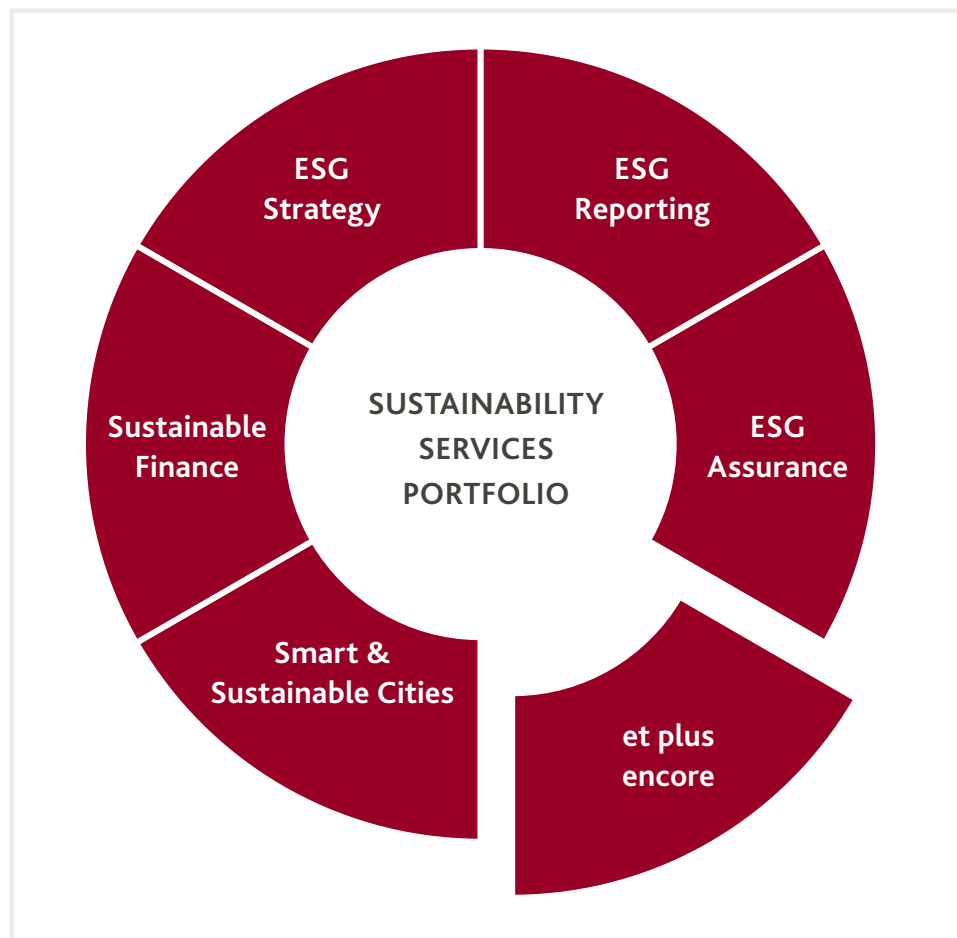 ESG
Strategy
ESG
Reporting
Sustainable
Finance
SUSTAINABILITY
SERVICES
PORTFOLIO
ESG
Assurance
Smart &
Sustainable Cities
et plus
encore